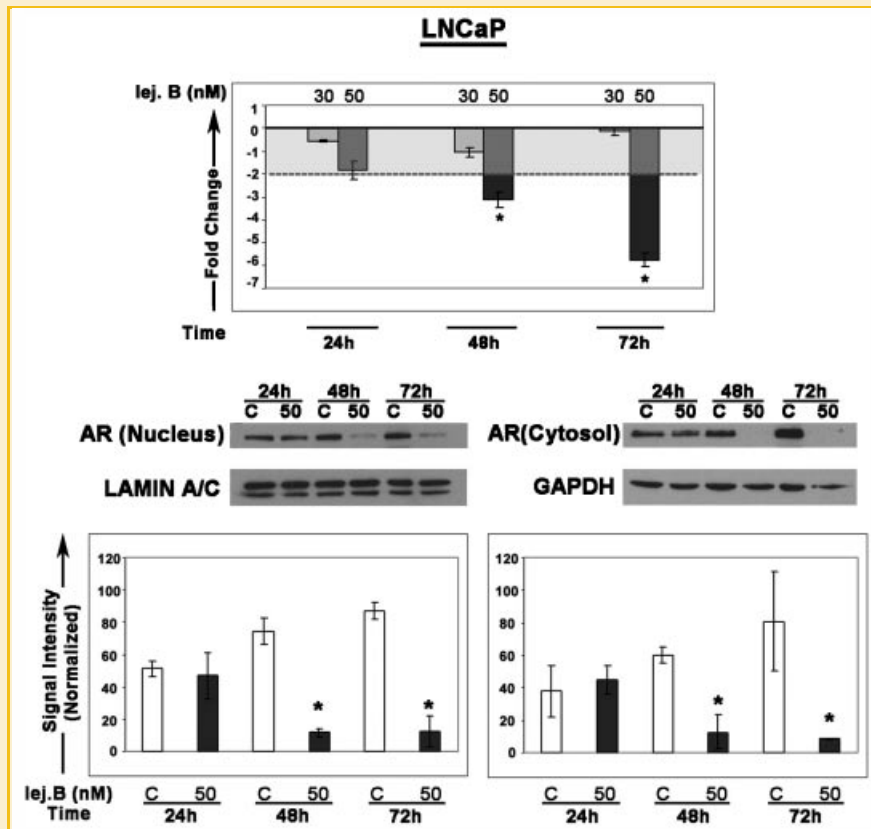 LNCaP
Iej. B (nM)
30 50 30 50 30 50
1
0
-1
-2
-3
-4
-5
-6
-7
Fold Change
* *
Time
24h 48h 72h
24h 48h 72h
C 50 C 50 C 50
AR (Nucleus)
LAMIN A/C
24h 48h 72h
C 50 C 50 C 50
AR(Cytosol)
GAPDH
Signal Intensity
(Normalized)
120
100
80
60
40
20
0
* *
120
100
80
60
40
20
0
* *
Iej.B (nM)
C 50 C 50 C 50
C 50 C 50 C 50
Time
24h 48h 72h
24h 48h 72h